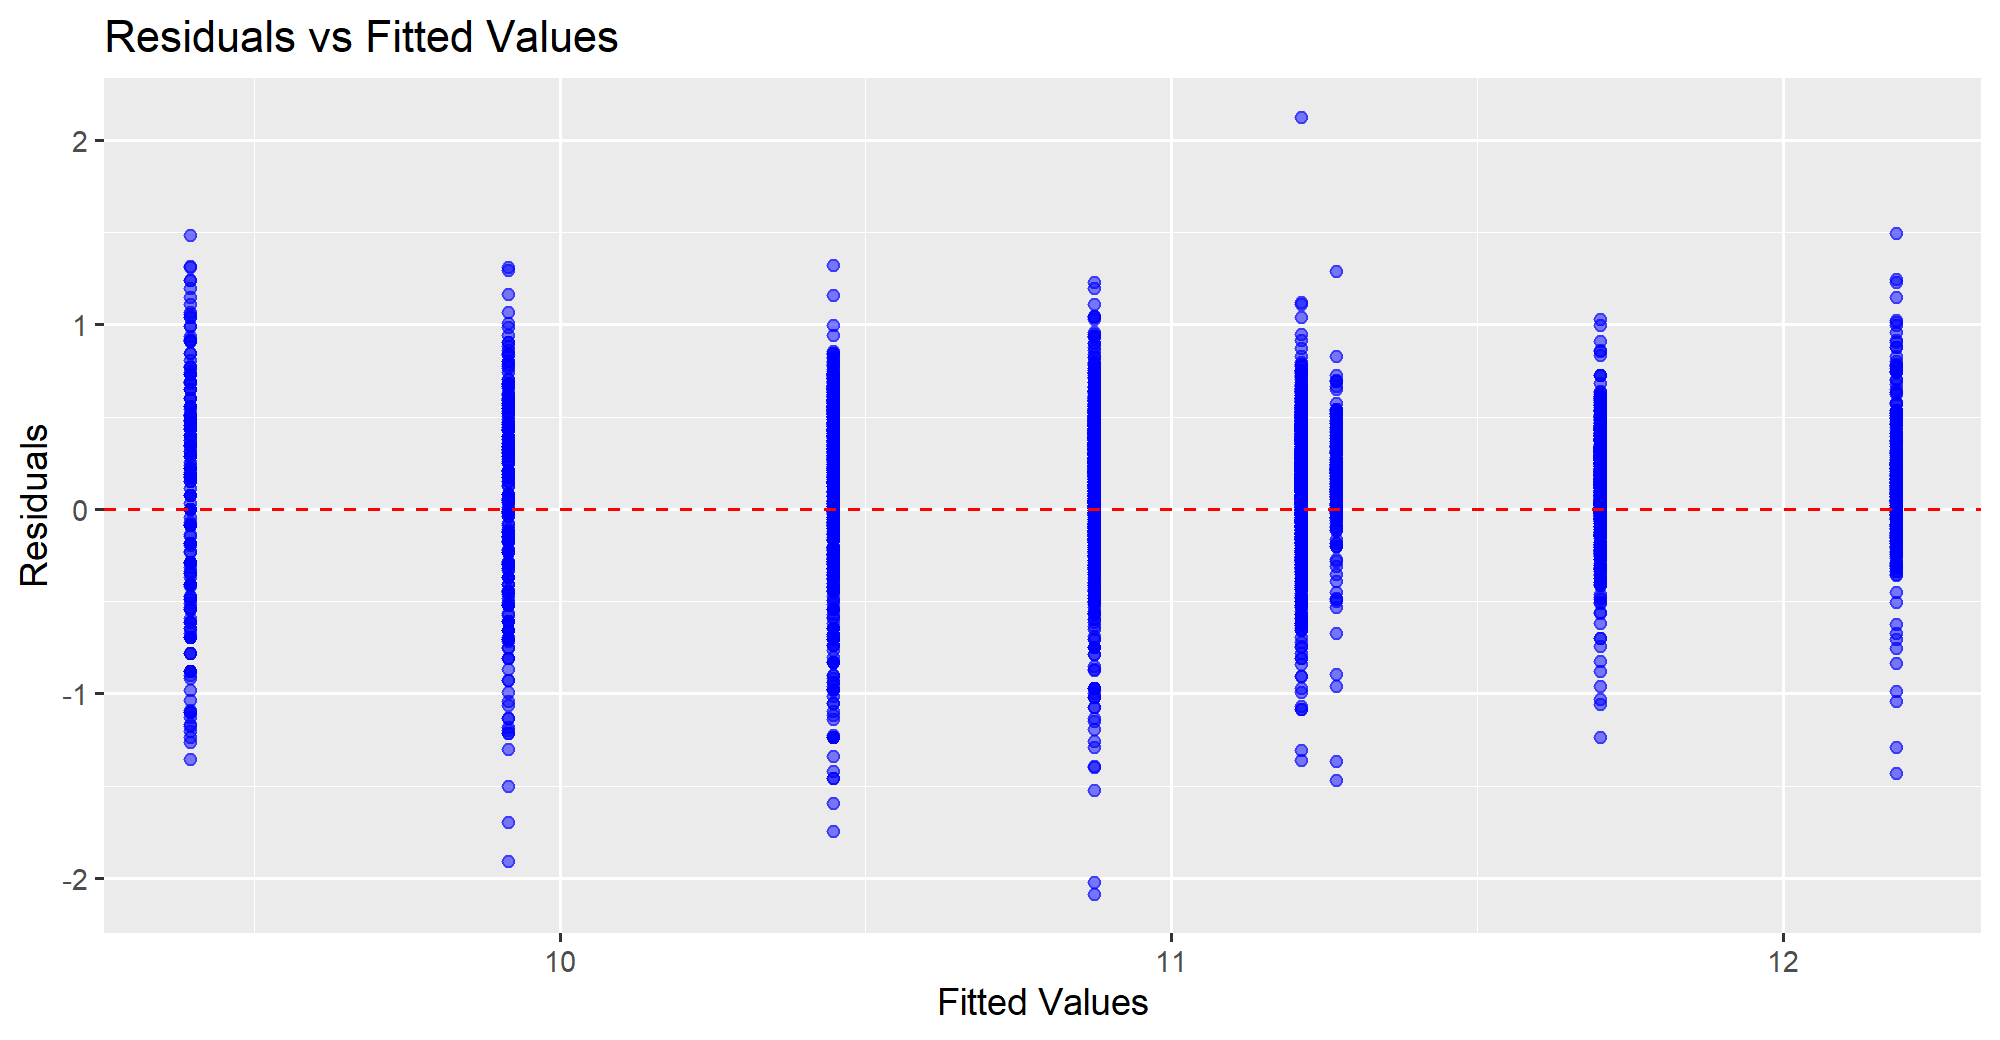 Residuals vs Fitted Values
2
1
0
-1
-2
Residuals
10
11
12
Fitted Values